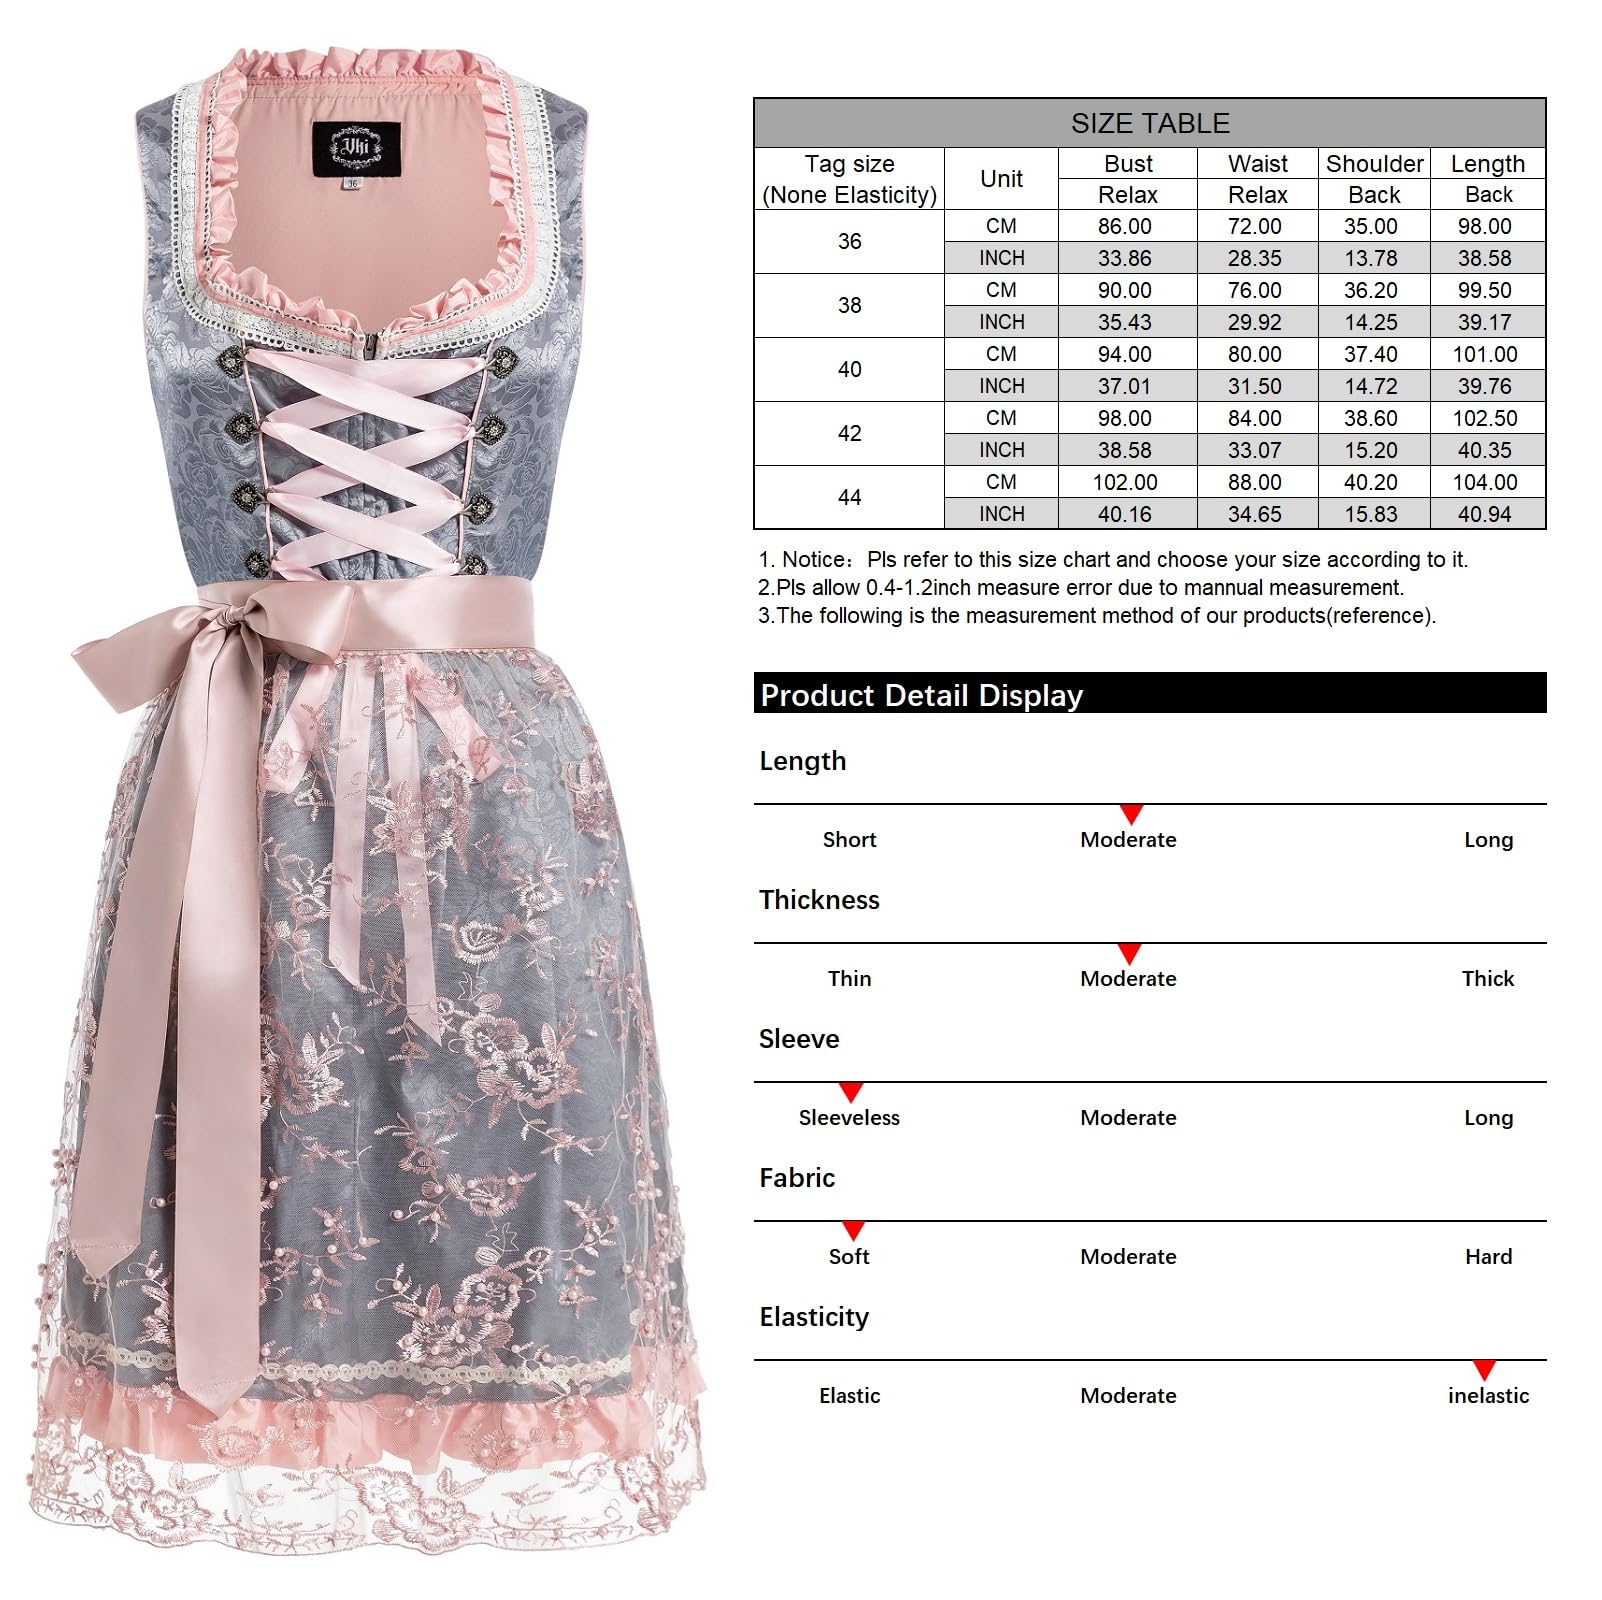 Vki
36
SIZE TABLE
Tag size Unit Bust Waist Shoulder Length
(None Elasticity) Relax Relax Back Back
36 CM 86.00 72.00 35.00 98.00
INCH 33.86 28.35 13.78 38.58
38 CM 90.00 76.00 36.20 99.50
INCH 35.43 29.92 14.25 39.17
40 CM 94.00 80.00 37.40 101.00
INCH 37.01 31.50 14.72 39.76
42 CM 98.00 84.00 38.60 102.50
INCH 38.58 33.07 15.20 40.35
44 CM 102.00 88.00 40.20 104.00
INCH 40.16 34.65 15.83 40.94
1. Notice：Pls refer to this size chart and choose your size according to it.
2.Pls allow 0.4-1.2inch measure error due to mannual measurement.
3.The following is the measurement method of our products(reference).
Product Detail Display
Length
Short Moderate Long
Thickness
Thin Moderate Thick
Sleeve
Sleeveless Moderate Long
Fabric
Soft Moderate Hard
Elasticity
Elastic Moderate inelastic